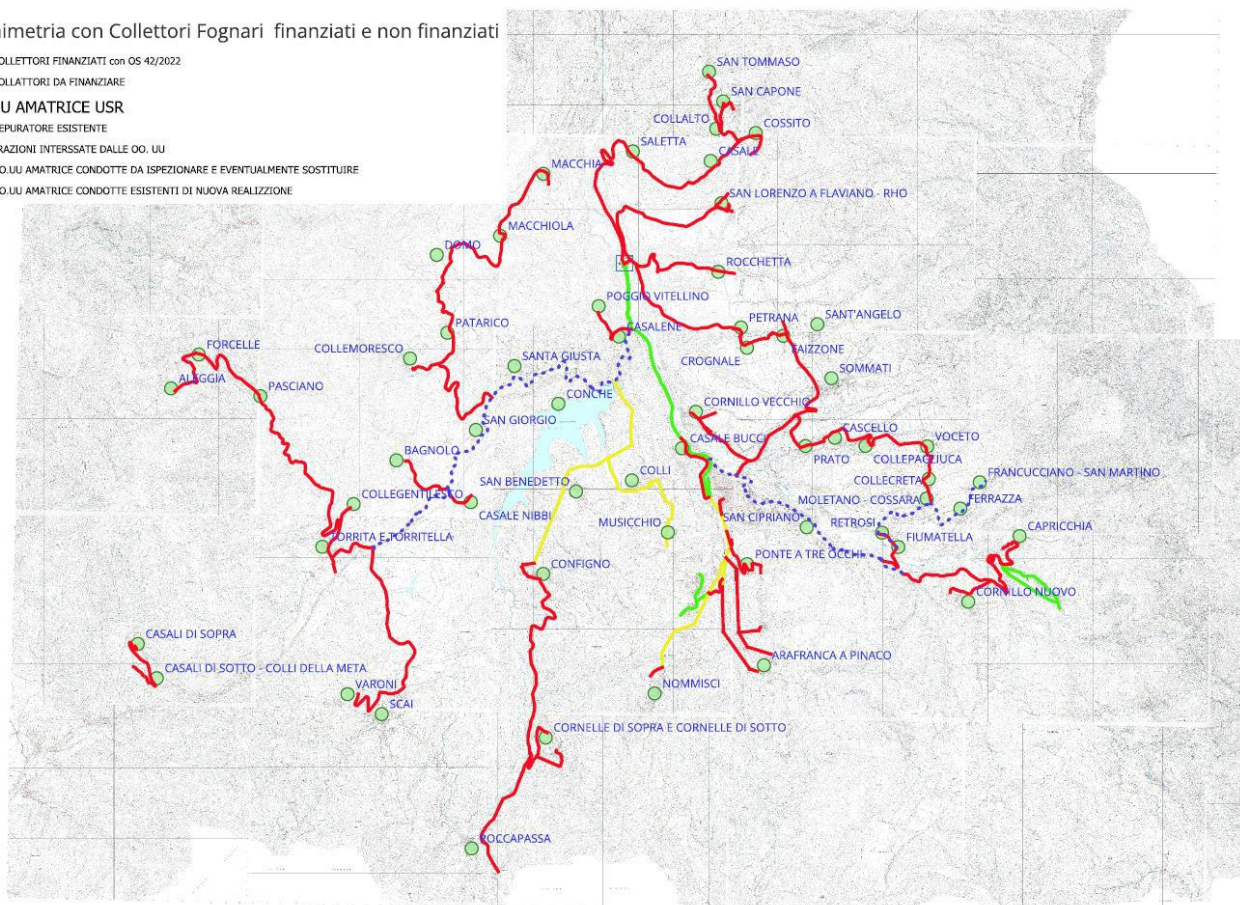 imetria con Collettori Fognari finanziati e non finanziati
OLLETTORI FINANZIATI con OS 42/2022
OLLATTORI DA FINANZIARE
U AMATRICE USR
EPURATORE ESISTENTE
RAZIONI INTERSSATE DALLE OO. UU
O.UU AMATRICE CONDOTTE DA ISPEZIONARE E EVENTUALMENTE SOSTITUIRE
O.UU AMATRICE CONDOTTE ESISTENTI DI NUOVA REALIZZIONE
SAN TOMMASO
SAN CAPONE
COLLALTO
COSSITO
SALETTA
CASALE
MACCHIA
SAN LORENZO A FLAVIANO - RHO
MACCHIOLA
DOMO
ROCCHETTA
POGGIO VITELLINO
PETRANA
SANT'ANGELO
PATARICO
CASALENE
FAIZZONE
FORCELLE
COLLEMORESCO
CROGNALE
SANTA GIUSTA
SOMMATI
ALEGGIA
PASCIANO
CONCHE
CORNILLO VECCHIO
SAN GIORGIO
CASALE BUCCI
CASCELLO
VOCETO
BAGNOLO
PRATO
COLLEPAGLIUCA
COLLI
FRANCUCCIANO - SAN MARTINO
SAN BENEDETTO
COLLECRETA
COLLEGENTILESCO
MOLETANO - COSSARA
FERRAZZA
CASALE NIBBI
SAN CIPRIANO
MUSICCHIO
RETROSI
CAPRICCHIA
TORRITA E TORRITELLA
FIUMATELLA
PONTE A TRE OCCHI
CONFIGNO
CORNILLO NUOVO
CASALI DI SOPRA
ARAFRANCA A PINACO
CASALI DI SOTTO - COLLI DELLA META
VARONI
NOMMISCI
SCAI
CORNELLE DI SOPRA E CORNELLE DI SOTTO
ROCCAPASSA